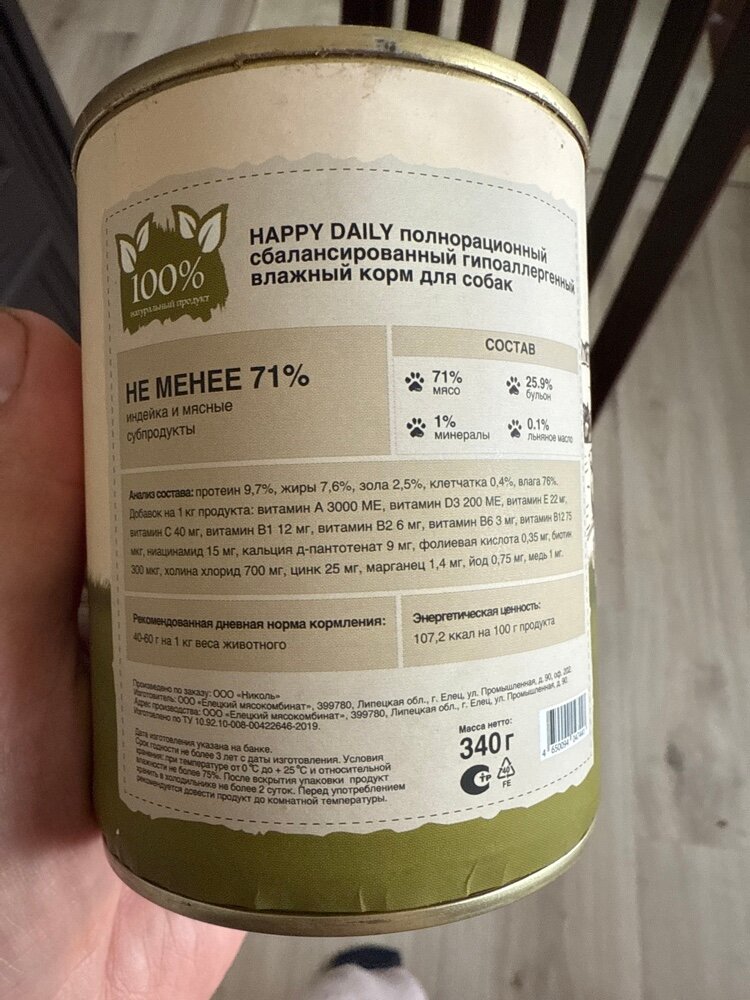 100%
натуральный продукт
HAPPY DAILY полнорационный
сбалансированный гипоаллергенный
влажный корм для собак
НЕ МЕНЕЕ 71%
индейка и мясные
субпродукты
СОСТАВ
71%
мясо
25.9%
бульон
1%
минералы
0.1%
льняное масло
Анализ состава: протеин 9,7%, жиры 7,6%, зола 2,5%, клетчатка 0,4%, влага 76%.
Добавок на 1 кг продукта: витамин А 3000 МЕ, витамин D3 200 МЕ, витамин Е 22 мг,
витамин С 40 мг, витамин В1 12 мг, витамин В2 6 мг, витамин В6 3 мг, витамин В12 75
мкг, ниацинамид 15 мг, кальция д-пантотенат 9 мг, фолиевая кислота 0,35 мг, биотин
300 мкг, холина хлорид 700 мг, цинк 25 мг, марганец 1,4 мг, йод 0,75 мг, медь 1 мг.
Рекомендованная дневная норма кормления:
40-60 г на 1 кг веса животного
Энергетическая ценность:
107,2 ккал на 100 г продукта
Произведено по заказу: ООО «Николь»
Изготовитель: ООО «Елецкий мясокомбинат», 399780, Липецкая обл., г. Елец, ул. Промышленная, д. 90, оф. 202.
Адрес производства: ООО «Елецкий мясокомбинат», 399780, Липецкая обл., г. Елец, ул. Промышленная, д. 90.
Изготовлено по ТУ 10.92.10-008-00422646-2019.
Дата изготовления указана на банке.
Срок годности не более 3 лет с даты изготовления. Условия
хранения: при температуре от 0°С до + 25°С и относительной
влажности не более 75%. После вскрытия упаковки продукт
хранить в холодильнике не более 2 суток. Перед употреблением
рекомендуется довести продукт до комнатной температуры.
Масса нетто:
340 г
40
FE